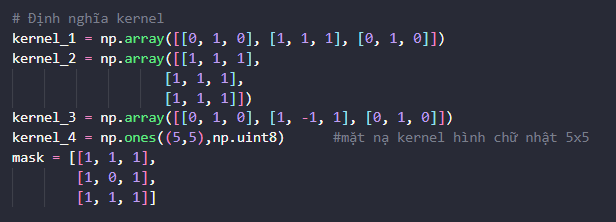 # Định nghĩa kernel
kernel_1 = np.array([[0, 1, 0], [1, 1, 1], [0, 1, 0]])
kernel_2 = np.array([[1, 1, 1],
                     [1, 1, 1],
                     [1, 1, 1]])
kernel_3 = np.array([[0, 1, 0], [1, -1, 1], [0, 1, 0]])
kernel_4 = np.ones((5,5),np.uint8)       #mặt nạ kernel hình chữ nhật 5x5
mask = [[1, 1, 1],
        [1, 0, 1],
        [1, 1, 1]]